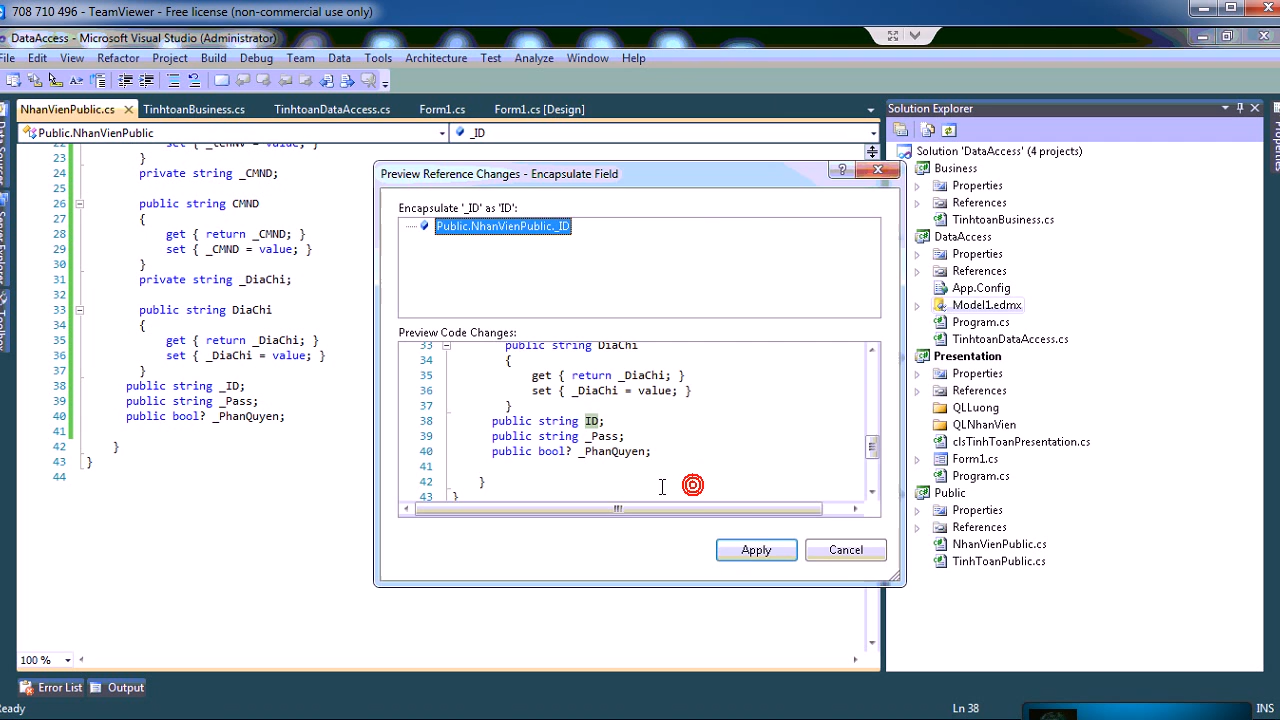 708 710 496 - TeamViewer - Free license (non-commercial use only)
DataAccess - Microsoft Visual Studio (Administrator)
File Edit View Refactor Project Build Debug Team Data Tools Architecture Test Analyze Window Help
NhanVienPublic.cs TinhtoanBusiness.cs TinhtoanDataAccess.cs Form1.cs Form1.cs [Design]
Public.NhanVienPublic _ID
23 }
24 private string _CMND;
25
26 public string CMND
27 {
28 get { return _CMND; }
29 set { _CMND = value; }
30 }
31 private string _DiaChi;
32
33 public string DiaChi
34 {
35 get { return _DiaChi; }
36 set { _DiaChi = value; }
37 }
38 public string _ID;
39 public string _Pass;
40 public bool? _PhanQuyen;
41
42 }
43 }
44
100 %
Preview Reference Changes - Encapsulate Field
Encapsulate '_ID' as 'ID':
Public.NhanVienPublic._ID
Preview Code Changes:
33 public string DiaChi
34 {
35 get { return _DiaChi; }
36 set { _DiaChi = value; }
37 }
38 public string ID;
39 public string _Pass;
40 public bool? _PhanQuyen;
41
42 }
43 }
Apply Cancel
Solution Explorer
Solution 'DataAccess' (4 projects)
Business
Properties
References
TinhtoanBusiness.cs
DataAccess
Properties
References
App.Config
Model1.edmx
Program.cs
TinhtoanDataAccess.cs
Presentation
Properties
References
QLLuong
QLNhanVien
clsTinhToanPresentation.cs
Form1.cs
Program.cs
Public
Properties
References
NhanVienPublic.cs
TinhToanPublic.cs
Properties
Data Sources
Server Explorer
Toolbox
Error List Output
Ready Ln 38 INS